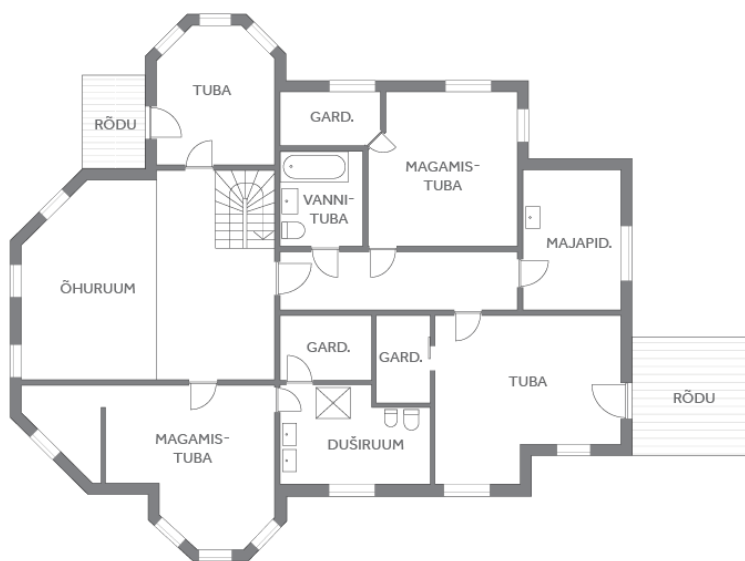 TUBA
RÕDU
GARD.
MAGAMIS-
TUBA
VANNI-
TUBA
MAJAPID.
ÕHURUUM
GARD.
GARD.
TUBA
RÕDU
MAGAMIS-
TUBA
DUŠIRUUM